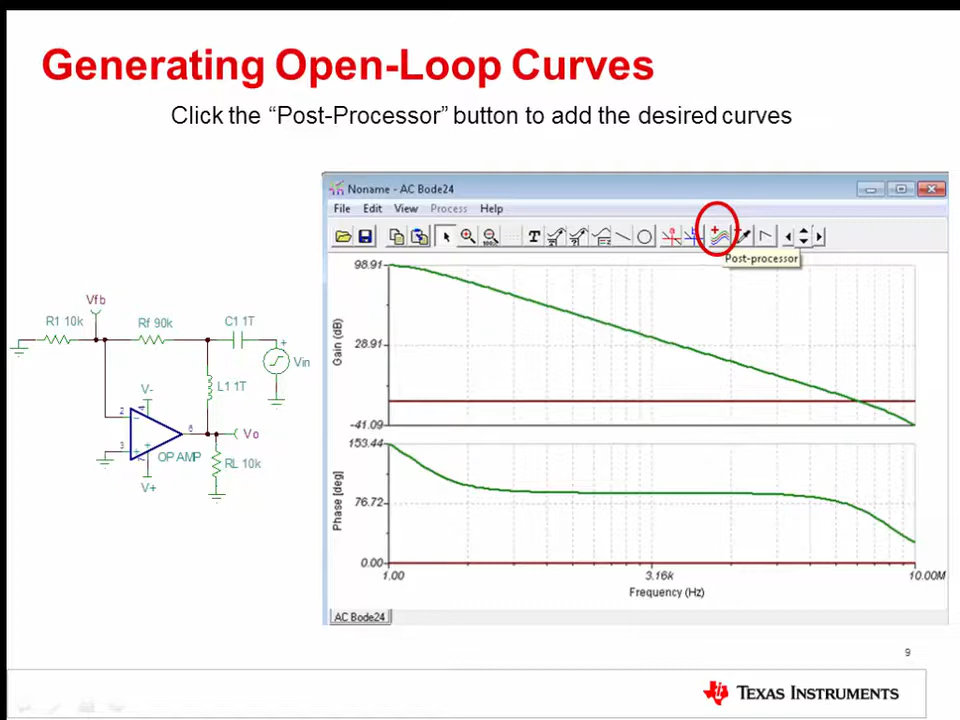 Generating Open-Loop Curves
Click the “Post-Processor” button to add the desired curves
Noname - AC Bode24
File Edit View Process Help
T
Post-processor
98.91
28.91
-41.09
Gain (dB)
153.44
76.72
0.00
Phase [deg]
1.00 3.16k 10.00M
Frequency (Hz)
AC Bode24
Vfb
R1 10k Rf 90k C1 1T
+
Vin
L1 1T
V-
2
4
6
Vo
3
7
OP AMP
RL 10k
V+
9
TEXAS INSTRUMENTS